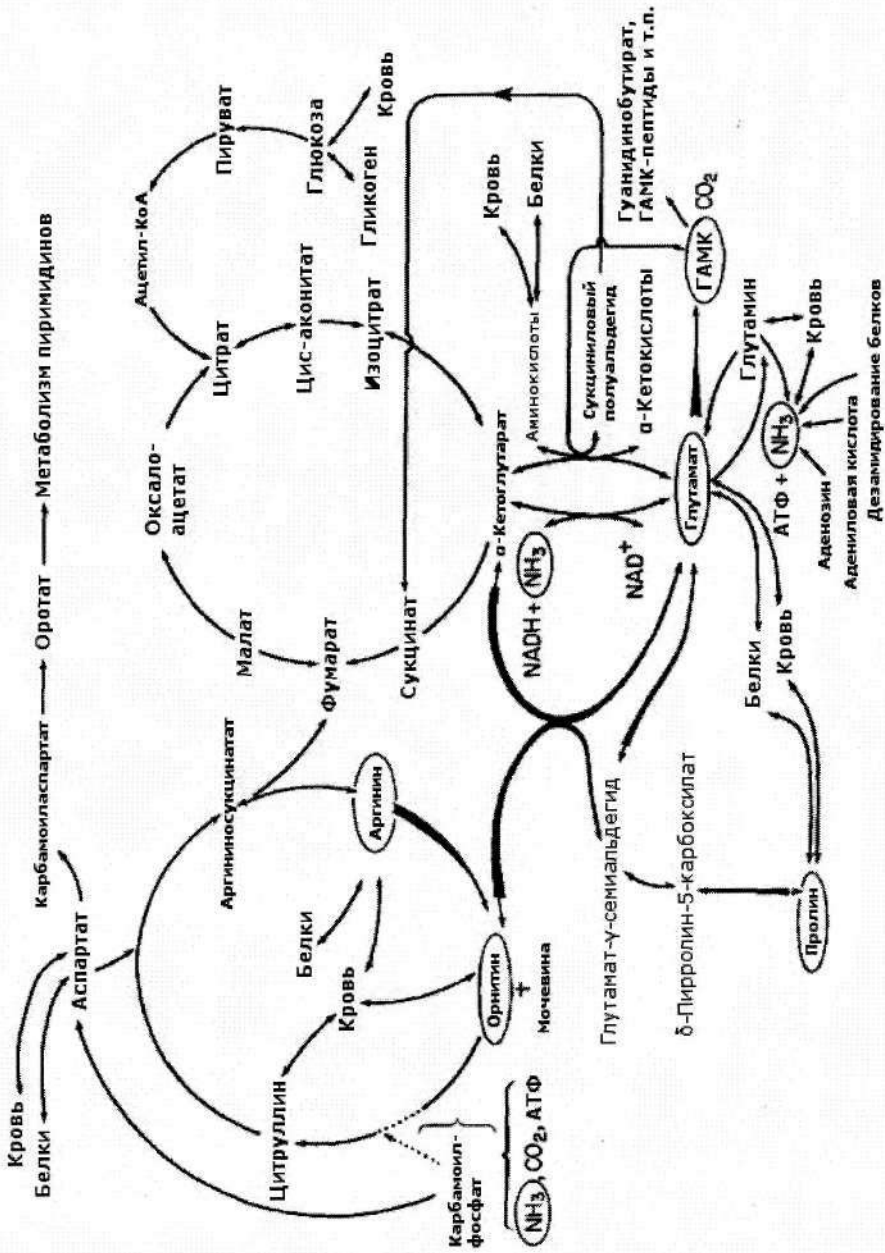 Кровь
Белки
Аспартат
Карбамоиласпартат
Оротат
Метаболизм пиримидинов
Аргининосукцинатат
Фумарат
Малат
Оксало-
ацетат
Цитрат
Ацетил-КоА
Пируват
Глюкоза
Кровь
Гликоген
Цис-аконитат
Изоцитрат
Сукцинат
α-Кетоглутарат
Цитруллин
Белки
Кровь
Аргинин
Орнитин
+
мочевина
Карбамоил-
фосфат
NH₃, CO₂, АТФ
NADH + NH₃
NAD⁺
Аминокислоты
Кровь
Белки
Сукциниловый
полуальдегид
α-Кетокислоты
Гуанидинобутират,
ГАМК-пептиды и т.п.
ГАМК CO₂
Глутамат
Глутамин
Кровь
АТФ + NH₃
Аденозин
Адениловая кислота
Дезамидирование белков
Глутамат-γ-семиальдегид
δ-Пирролин-5-карбоксипат
Пролин
Белки
Кровь